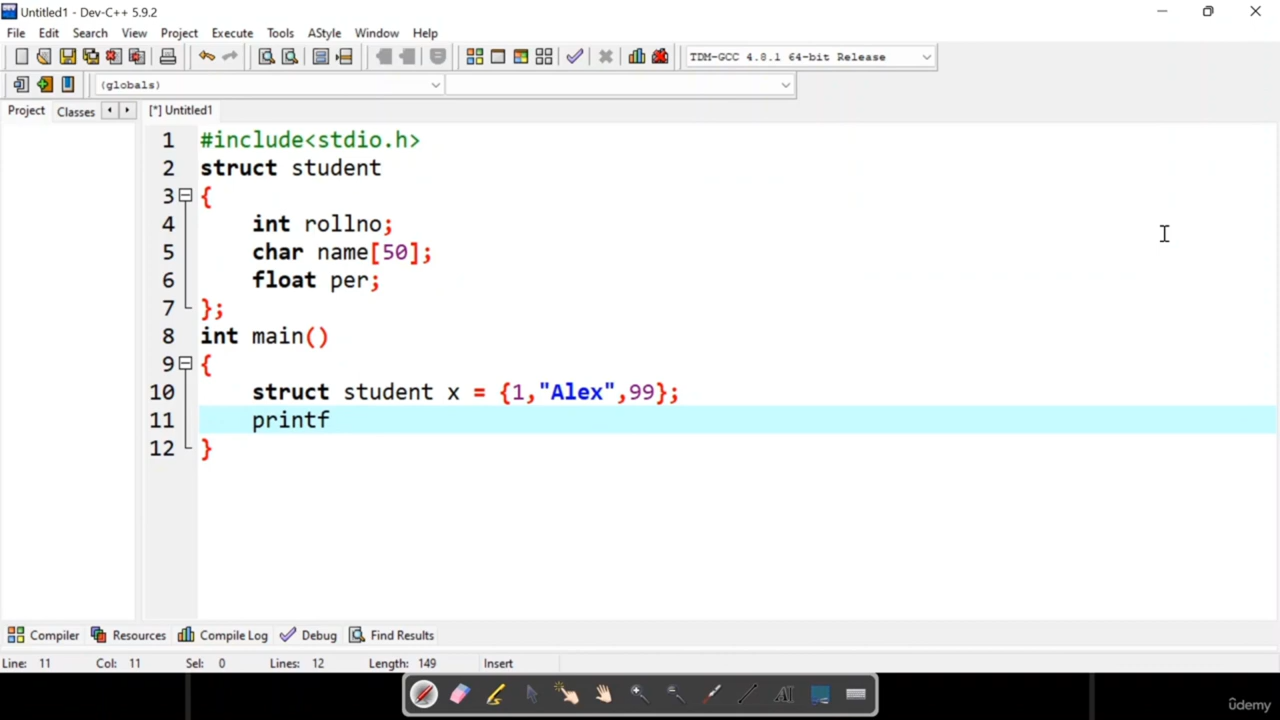 Untitled1 - Dev-C++ 5.9.2
File Edit Search View Project Execute Tools AStyle Window Help
TDM-GCC 4.8.1 64-bit Release
(globals)
Project Classes [*] Untitled1
1 #include<stdio.h>
2 struct student
3 {
4 int rollno;
5 char name[50];
6 float per;
7 };
8 int main()
9 {
10 struct student x = {1,"Alex",99};
11 printf
12 }
Compiler Resources Compile Log Debug Find Results
Line: 11 Col: 11 Sel: 0 Lines: 12 Length: 149 Insert
AI
ûdemy